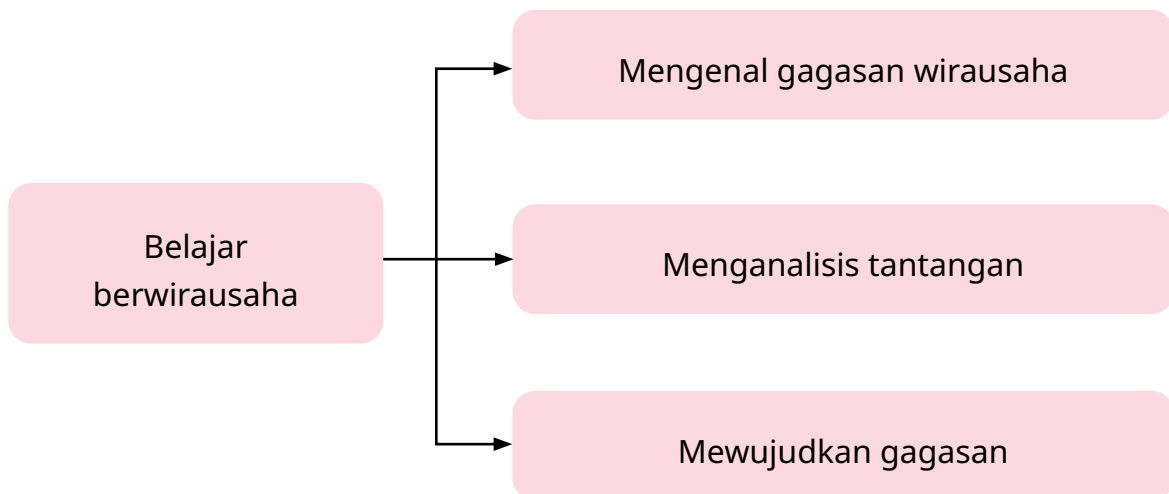 Mengenal gagasan wirausaha
Belajar
berwirausaha
Menganalisis tantangan
Mewujudkan gagasan